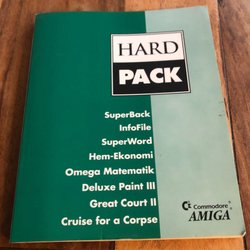 HARD
PACK
SuperBack
InfoFile
SuperWord
Hem-Ekonomi
Omega Matematik
Deluxe Paint III
Great Court II
Cruise for a Corpse
Commodore
AMIGA